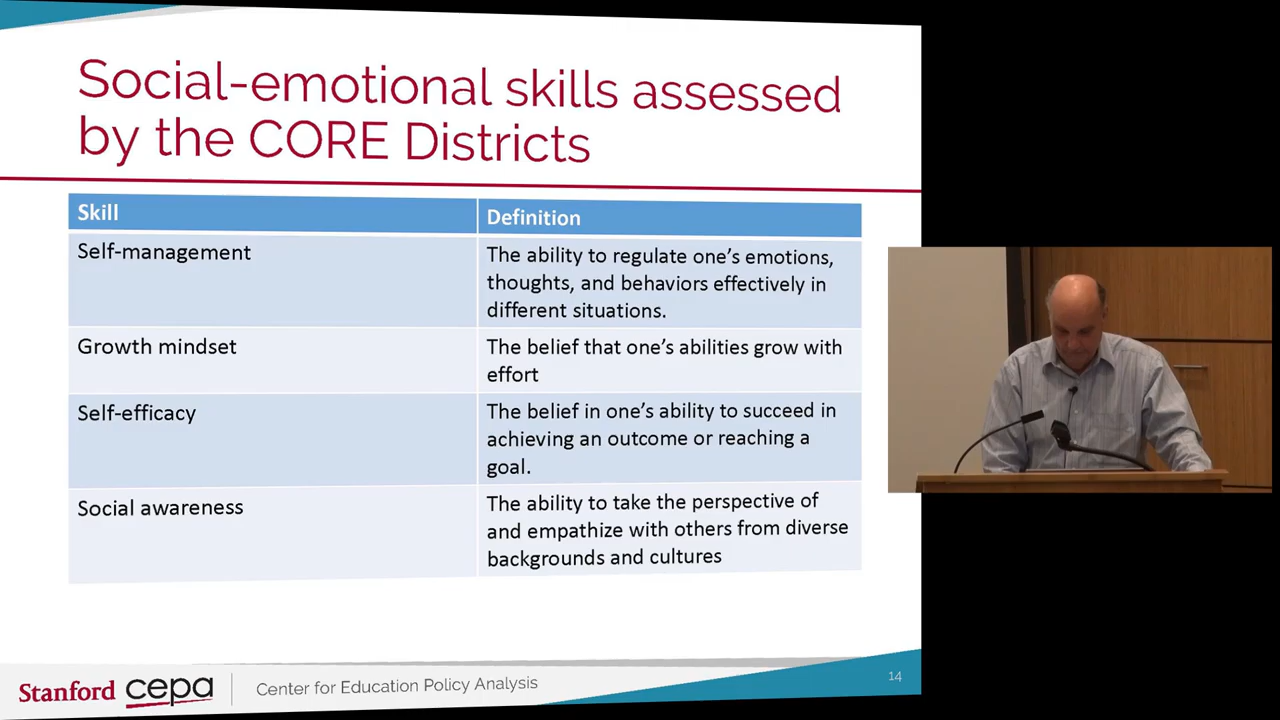 Social-emotional skills assessed
by the CORE Districts
Skill
Definition
Self-management
The ability to regulate one's emotions,
thoughts, and behaviors effectively in
different situations.
Growth mindset
The belief that one's abilities grow with
effort
Self-efficacy
The belief in one's ability to succeed in
achieving an outcome or reaching a
goal.
Social awareness
The ability to take the perspective of
and empathize with others from diverse
backgrounds and cultures
Stanford cepa
Center for Education Policy Analysis
14